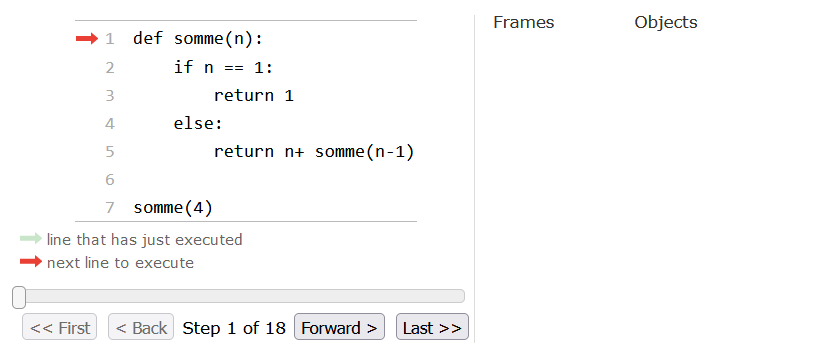 1 def somme(n):
2     if n == 1:
3         return 1
4     else:
5         return n+ somme(n-1)
6
7 somme(4)
line that has just executed
next line to execute
<< First < Back Step 1 of 18 Forward > Last >>
Frames Objects